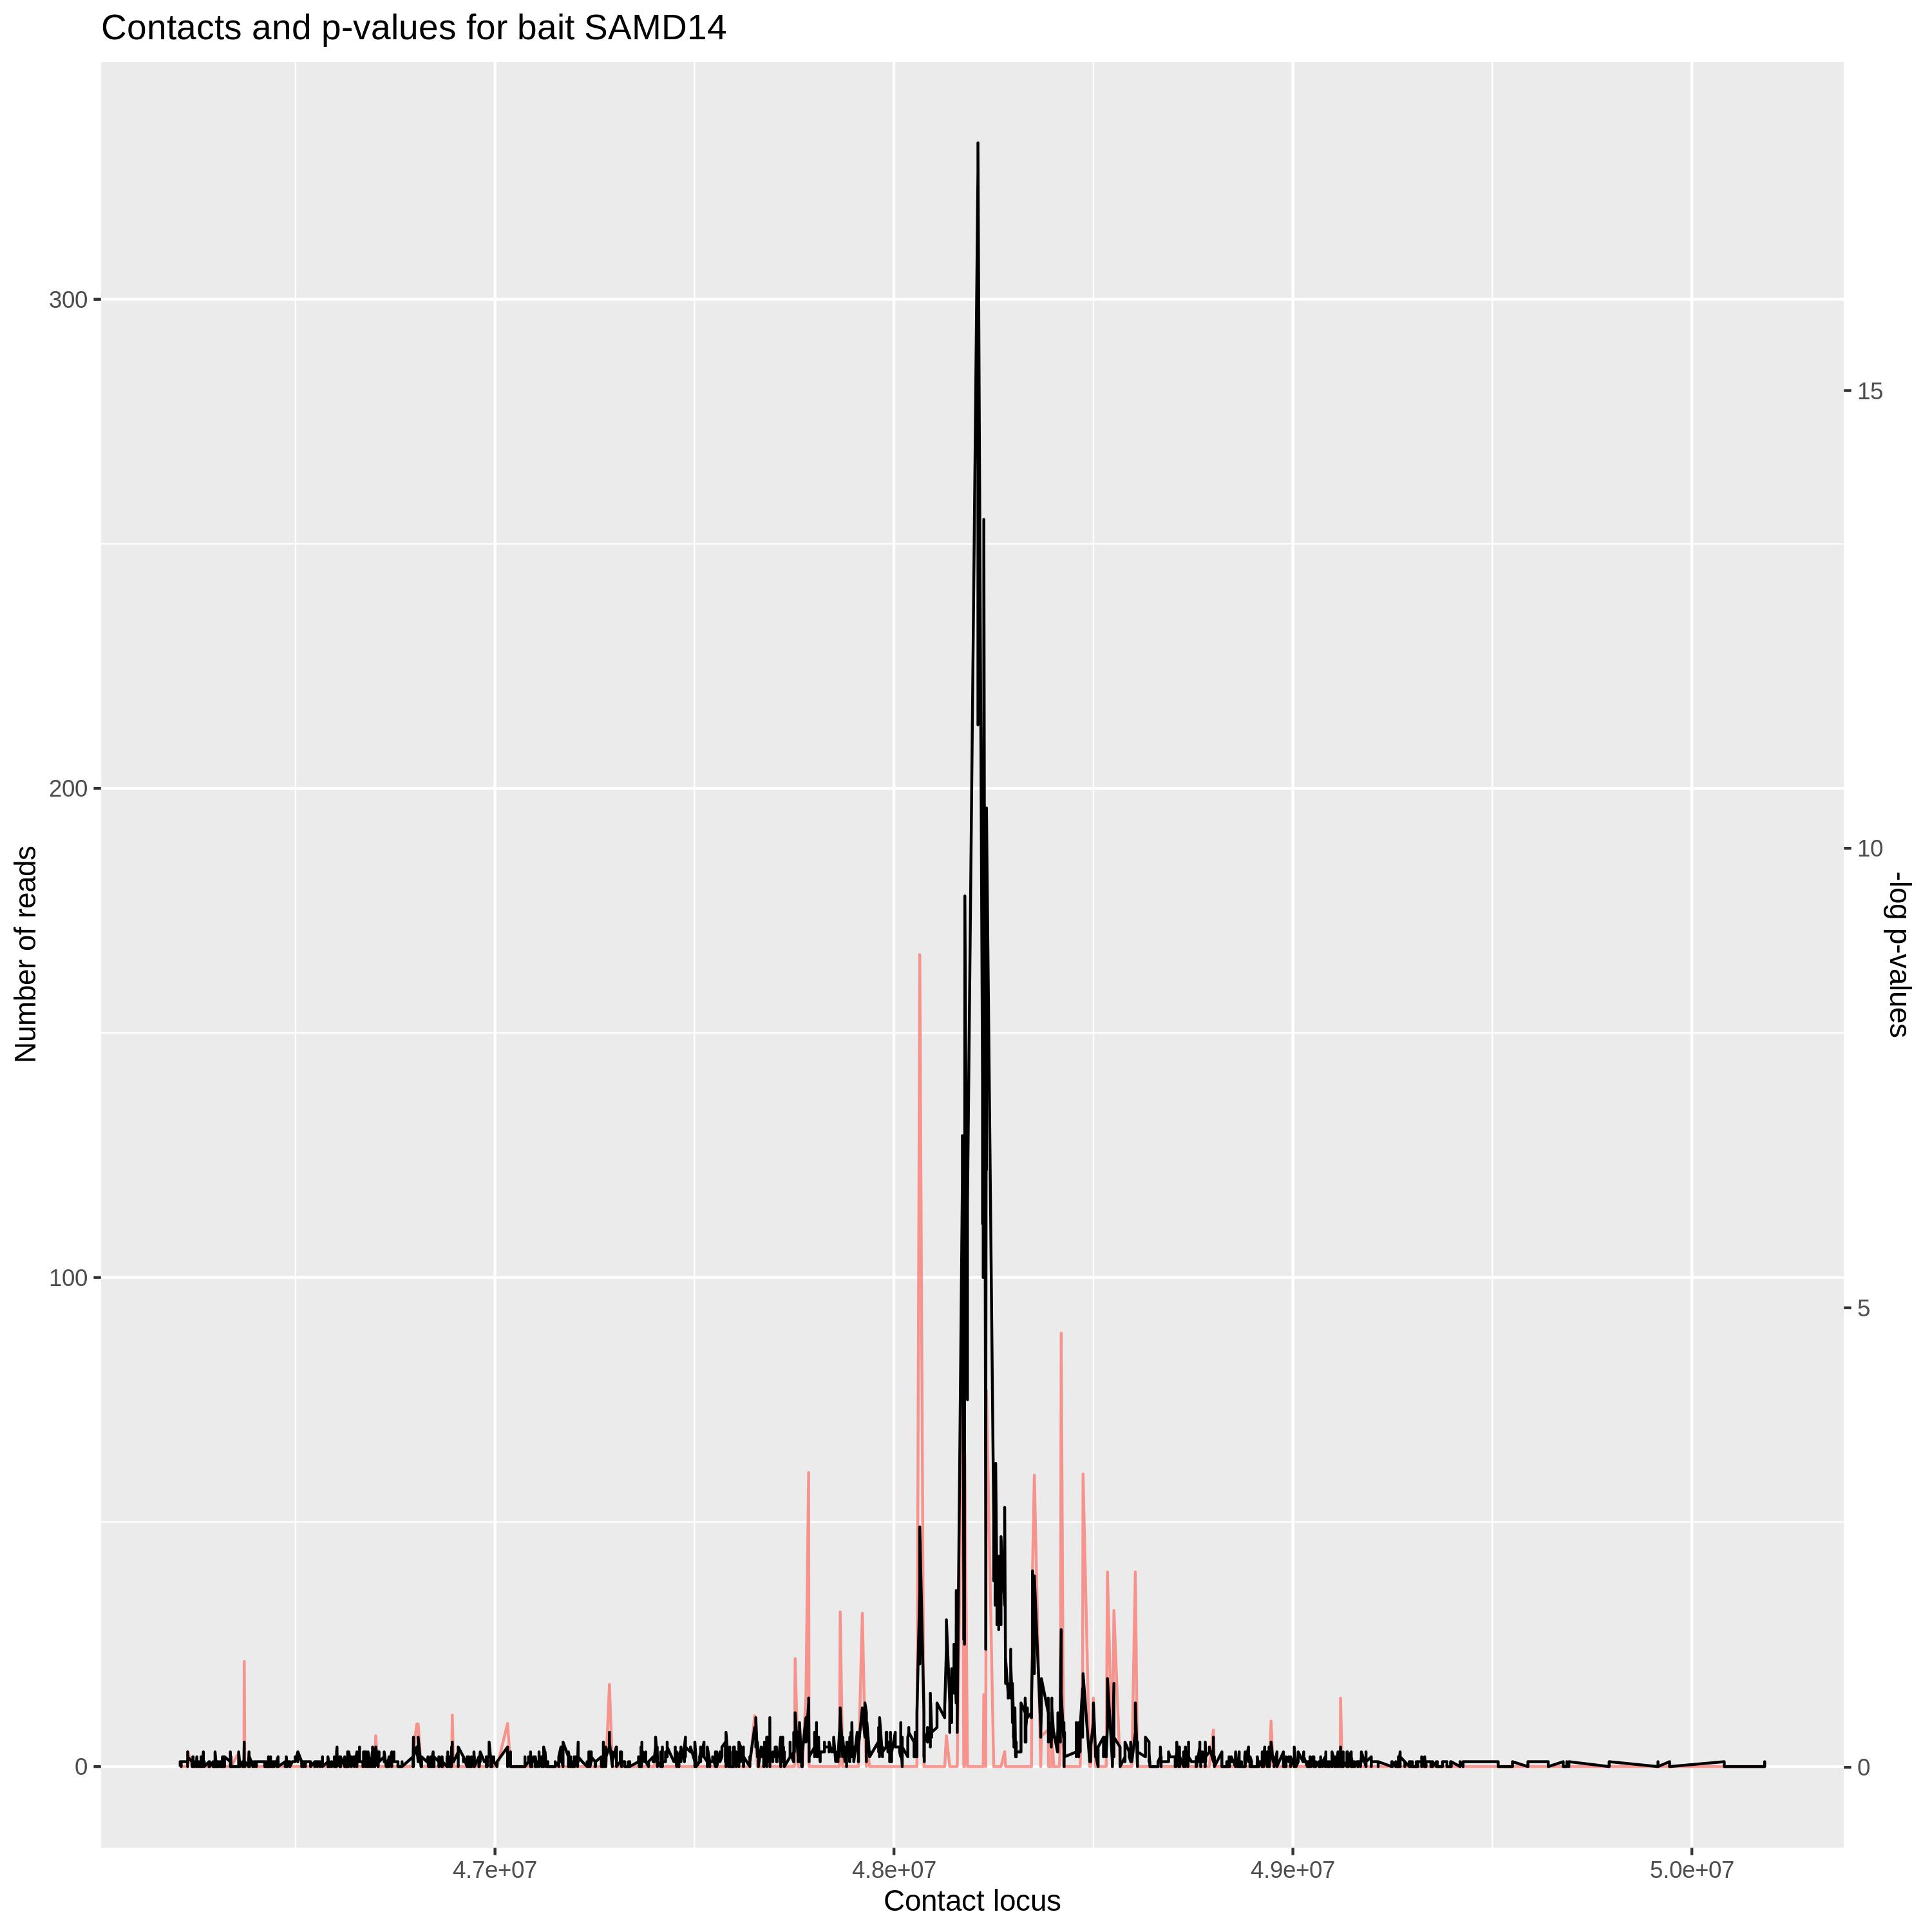 Contacts and p-values for bait SAMD14
300
200
100
0
Number of reads
15
10
5
0
-log p-values
4.7e+07
4.8e+07
4.9e+07
5.0e+07
Contact locus